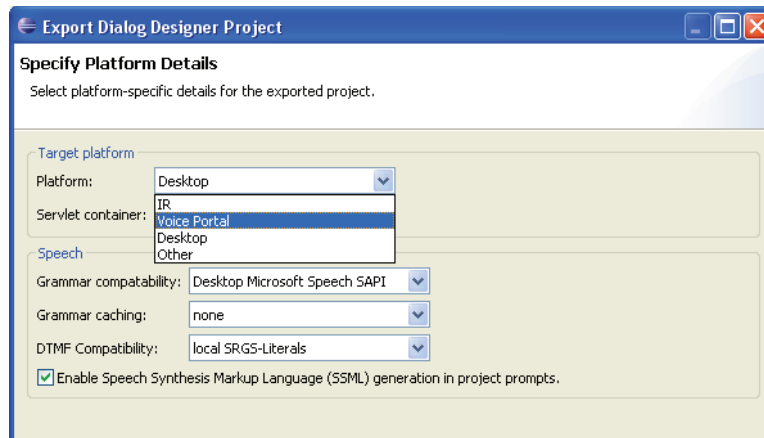 Export Dialog Designer Project
Specify Platform Details
Select platform-specific details for the exported project.
Target platform
Platform: Desktop
IR
Servlet container: Voice Portal
Desktop
Other
Speech
Grammar compatability: Desktop Microsoft Speech SAPI
Grammar caching: none
DTMF Compatibility: local SRGS-Literals
Enable Speech Synthesis Markup Language (SSML) generation in project prompts.